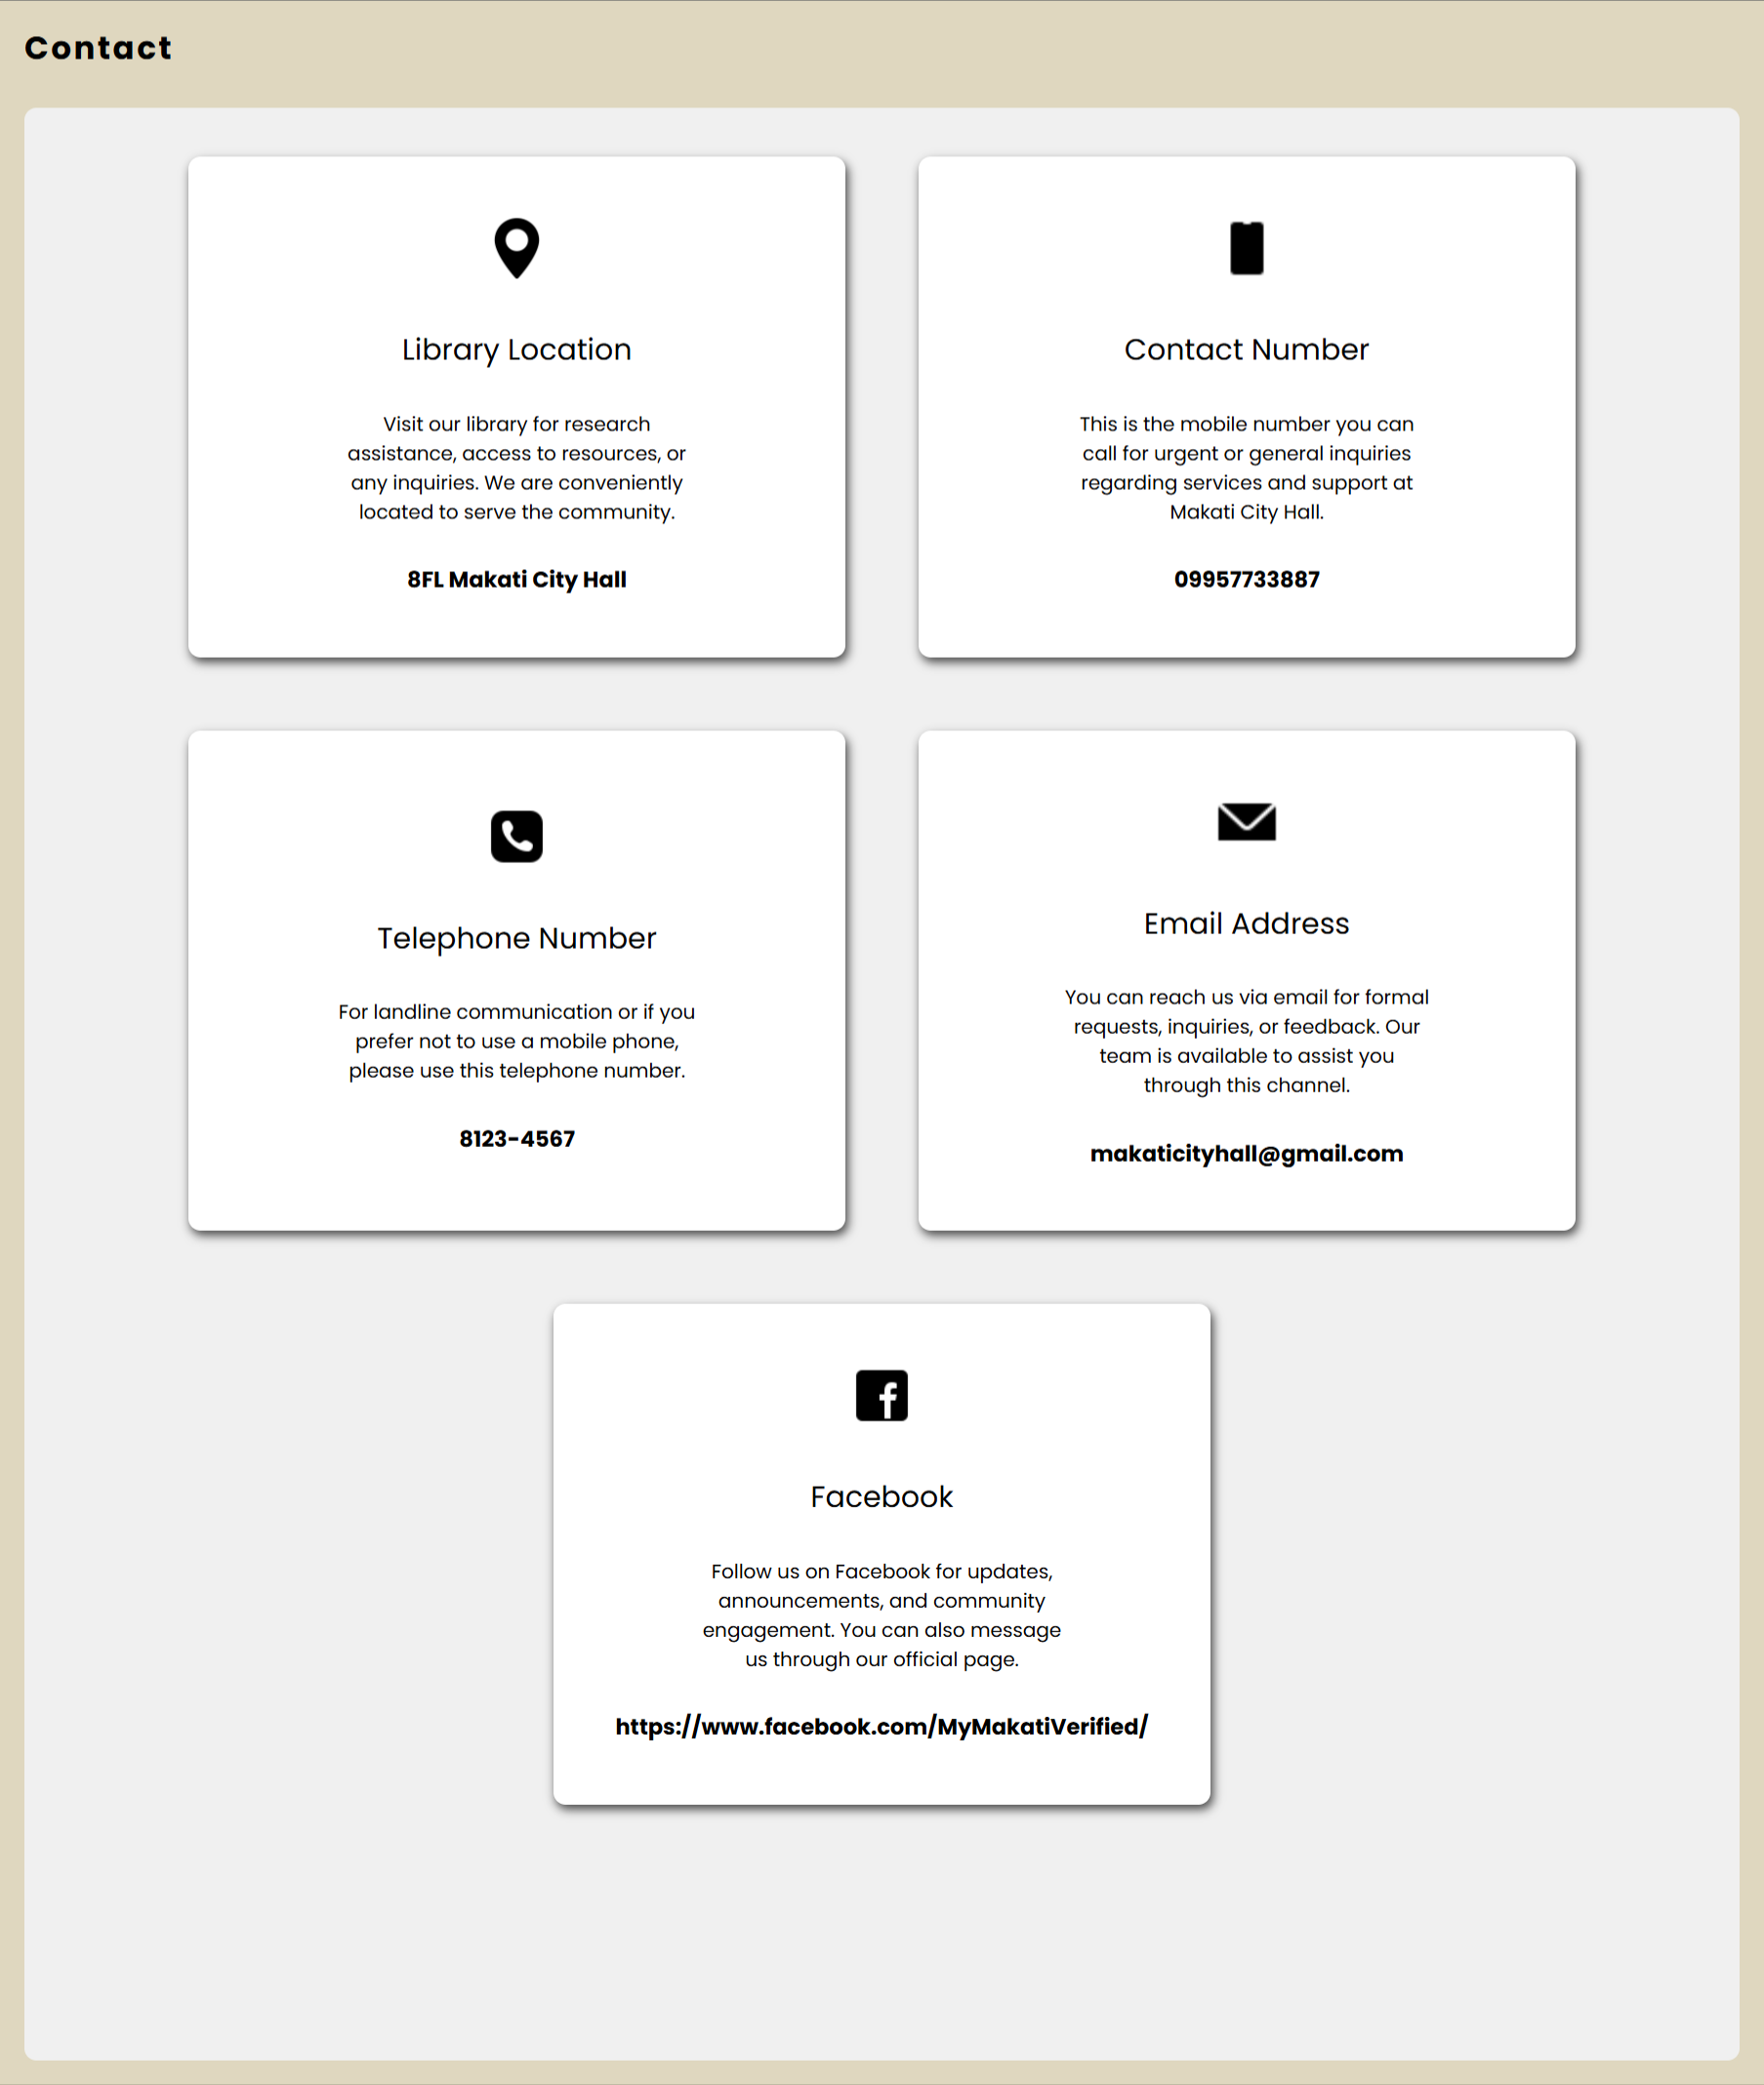 Contact
Library Location
Visit our library for research
assistance, access to resources, or
any inquiries. We are conveniently
located to serve the community.
8FL Makati City Hall
Contact Number
This is the mobile number you can
call for urgent or general inquiries
regarding services and support at
Makati City Hall.
09957733887
Telephone Number
For landline communication or if you
prefer not to use a mobile phone,
please use this telephone number.
8123-4567
Email Address
You can reach us via email for formal
requests, inquiries, or feedback. Our
team is available to assist you
through this channel.
makaticityhall@gmail.com
Facebook
Follow us on Facebook for updates,
announcements, and community
engagement. You can also message
us through our official page.
https://www.facebook.com/MyMakatiVerified/